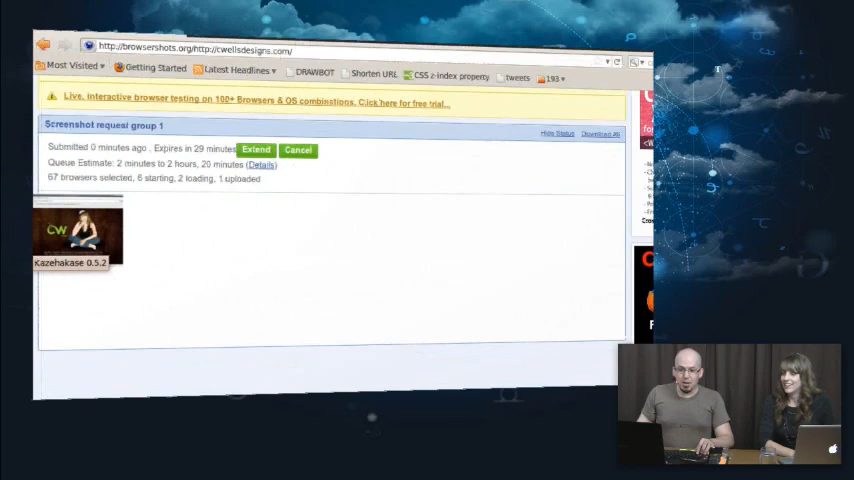 http://browsershots.org/http://cwellsdesigns.com/
Most Visited Getting Started Latest Headlines DRAWBOT Shorten URL CSS z-index property tweets 193
Live, interactive browser testing on 100+ Browsers & OS combinations. Click here for free trial...
Screenshot request group 1
Hide Status Download All
Submitted 0 minutes ago . Expires in 29 minutes Extend Cancel
Queue Estimate: 2 minutes to 2 hours, 20 minutes (Details)
67 browsers selected, 6 starting, 2 loading, 1 uploaded
CW
Kazehakase 0.5.2